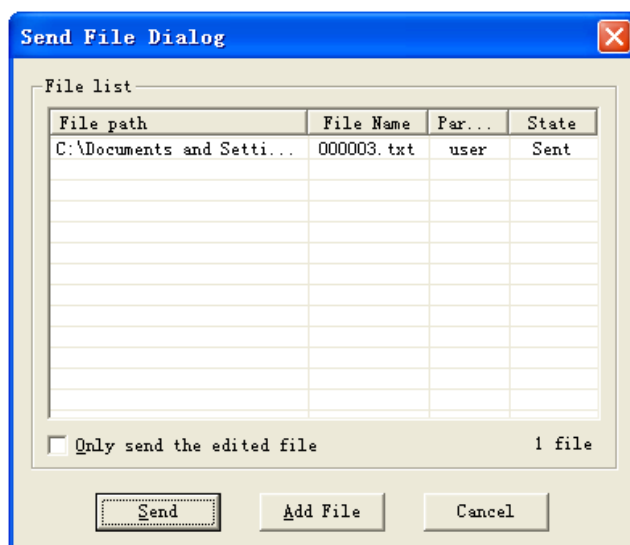 Send File Dialog
File list
File path File Name Par... State
C:\Documents and Setti... 000003.txt user Sent
Only send the edited file 1 file
Send Add File Cancel